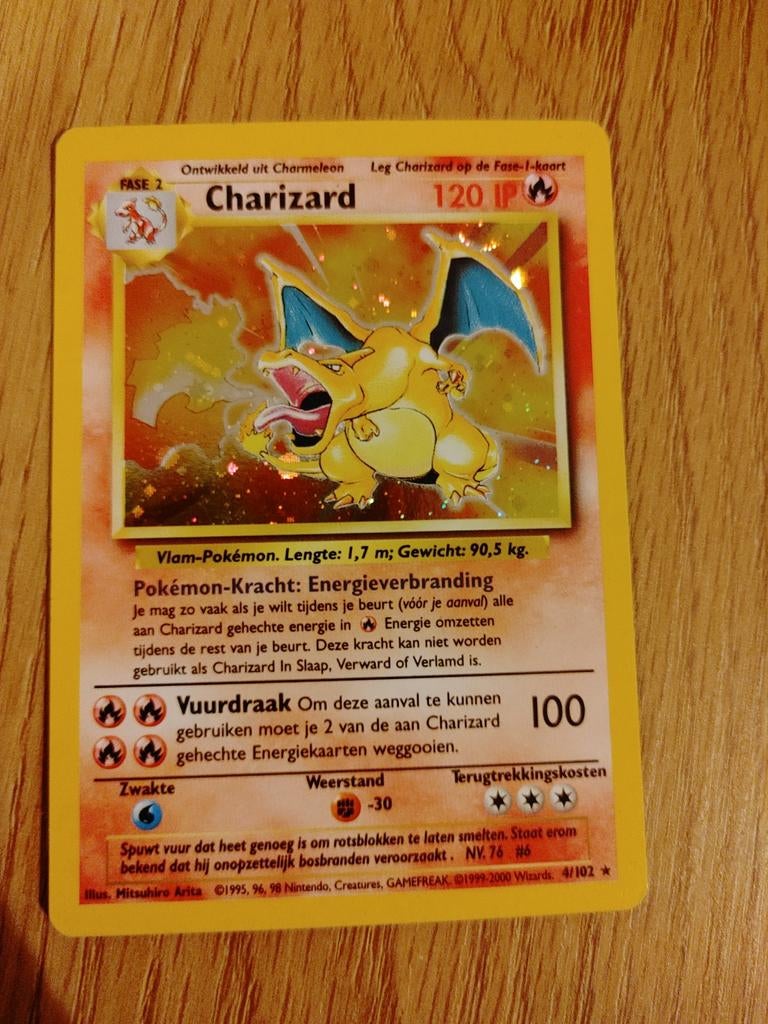 Ontwikkeld uit Charmeleon Leg Charizard op de Fase-1-kaart
FASE 2
Charizard 120 IP
Vlam-Pokémon. Lengte: 1,7 m; Gewicht: 90,5 kg.
Pokémon-Kracht: Energieverbranding
Je mag zo vaak als je wilt tijdens je beurt (vóór je aanval) alle
aan Charizard gehechte energie in Energie omzetten
tijdens de rest van je beurt. Deze kracht kan niet worden
gebruikt als Charizard In Slaap, Verward of Verlamd is.
Vuurdraak Om deze aanval te kunnen
gebruiken moet je 2 van de aan Charizard
gehechte Energiekaarten weggooien.
100
Zwakte Weerstand Terugtrekkingskosten
-30
Spuwt vuur dat heet genoeg is om rotsblokken te laten smelten. Staat erom
bekend dat hij onopzettelijk bosbranden veroorzaakt. NV. 76 #6
Illus. Mitsuhiro Arita ©1995, 96, 98 Nintendo, Creatures, GAMEFREAK. ©1999-2000 Wizards. 4/102 ★